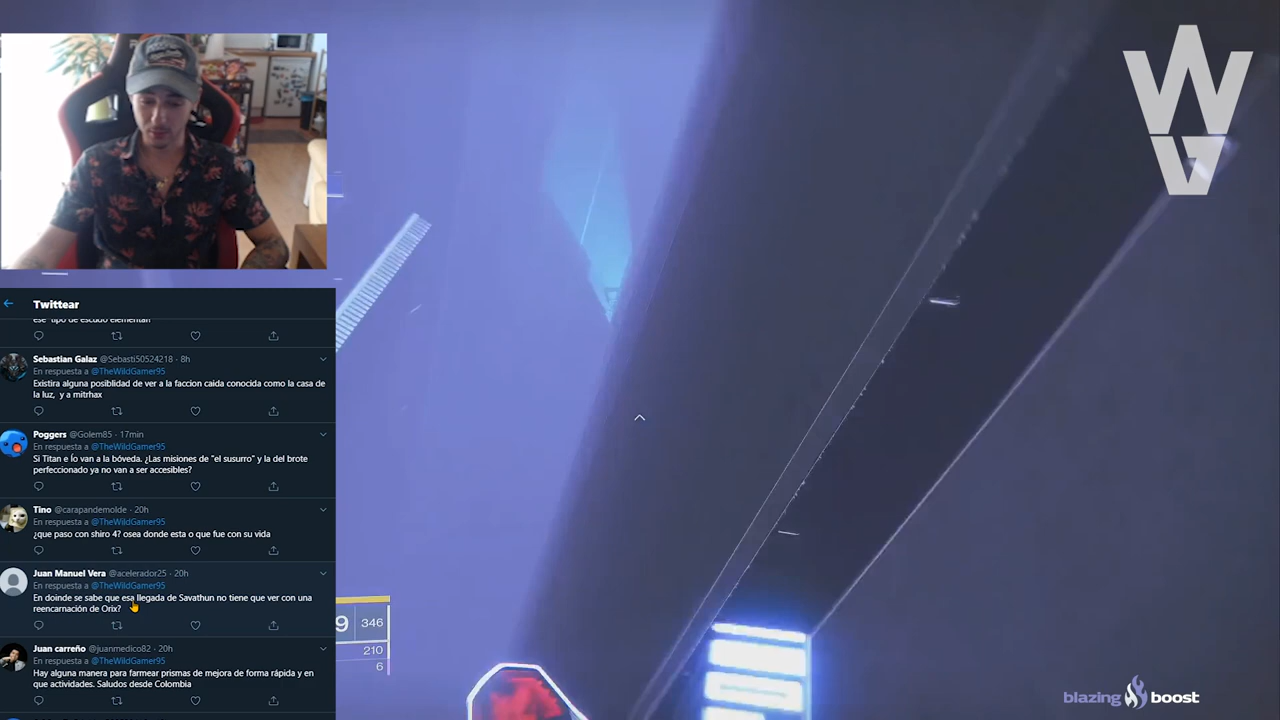 WG
Twittear
ese tipo de escudo elemental
Sebastian Galaz @Sebasti50524218 · 8h
En respuesta a @TheWildGamer95
Existira alguna posiblidad de ver a la faccion caida conocida como la casa de
la luz, y a mitrhax
Poggers @Golem85 · 17min
En respuesta a @TheWildGamer95
Si Titan e Ío van a la bóveda. ¿Las misiones de "el susurro" y la del brote
perfeccionado ya no van a ser accesibles?
Tino @carapandemolde · 20h
En respuesta a @TheWildGamer95
¿que paso con shiro 4? osea donde esta o que fue con su vida
Juan Manuel Vera @acelerador25 · 20h
En respuesta a @TheWildGamer95
En doinde se sabe que esa llegada de Savathun no tiene que ver con una
reencarnación de Orix?
Juan carreño @juanmedico82 · 20h
En respuesta a @TheWildGamer95
Hay alguna manera para farmear prismas de mejora de forma rápida y en
que actividades. Saludos desde Colombia
9 346
210
6
blazing boost